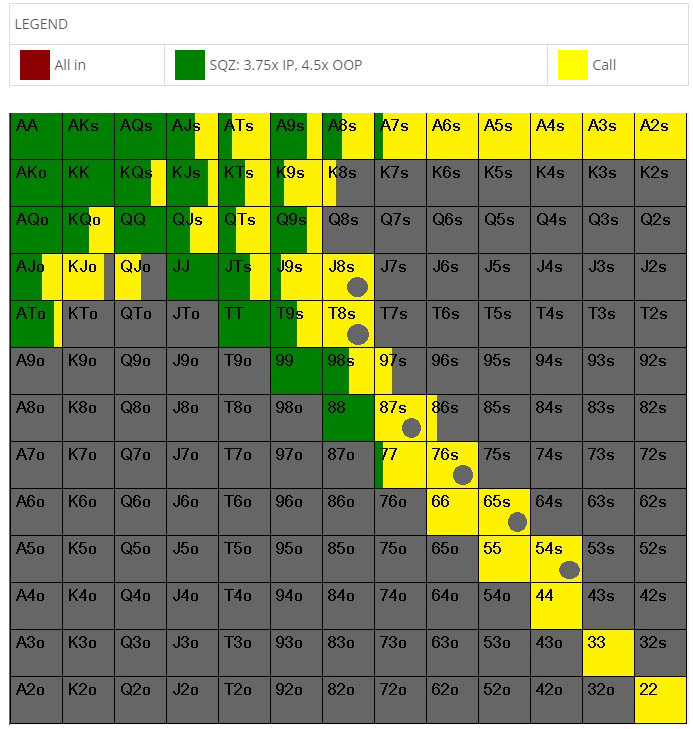 LEGEND
All in SQZ: 3.75x IP, 4.5x OOP Call
AA AKs AQs AJs ATs A9s A8s A7s A6s A5s A4s A3s A2s
AKo KK KQs KJs KTs K9s K8s K7s K6s K5s K4s K3s K2s
AQo KQo QQ QJs QTs Q9s Q8s Q7s Q6s Q5s Q4s Q3s Q2s
AJo KJo QJo JJ JTs J9s J8s J7s J6s J5s J4s J3s J2s
ATo KTo QTo JTo TT T9s T8s T7s T6s T5s T4s T3s T2s
A9o K9o Q9o J9o T9o 99 98s 97s 96s 95s 94s 93s 92s
A8o K8o Q8o J8o T8o 98o 88 87s 86s 85s 84s 83s 82s
A7o K7o Q7o J7o T7o 97o 87o 77 76s 75s 74s 73s 72s
A6o K6o Q6o J6o T6o 96o 86o 76o 66 65s 64s 63s 62s
A5o K5o Q5o J5o T5o 95o 85o 75o 65o 55 54s 53s 52s
A4o K4o Q4o J4o T4o 94o 84o 74o 64o 54o 44 43s 42s
A3o K3o Q3o J3o T3o 93o 83o 73o 63o 53o 43o 33 32s
A2o K2o Q2o J2o T2o 92o 82o 72o 62o 52o 42o 32o 22